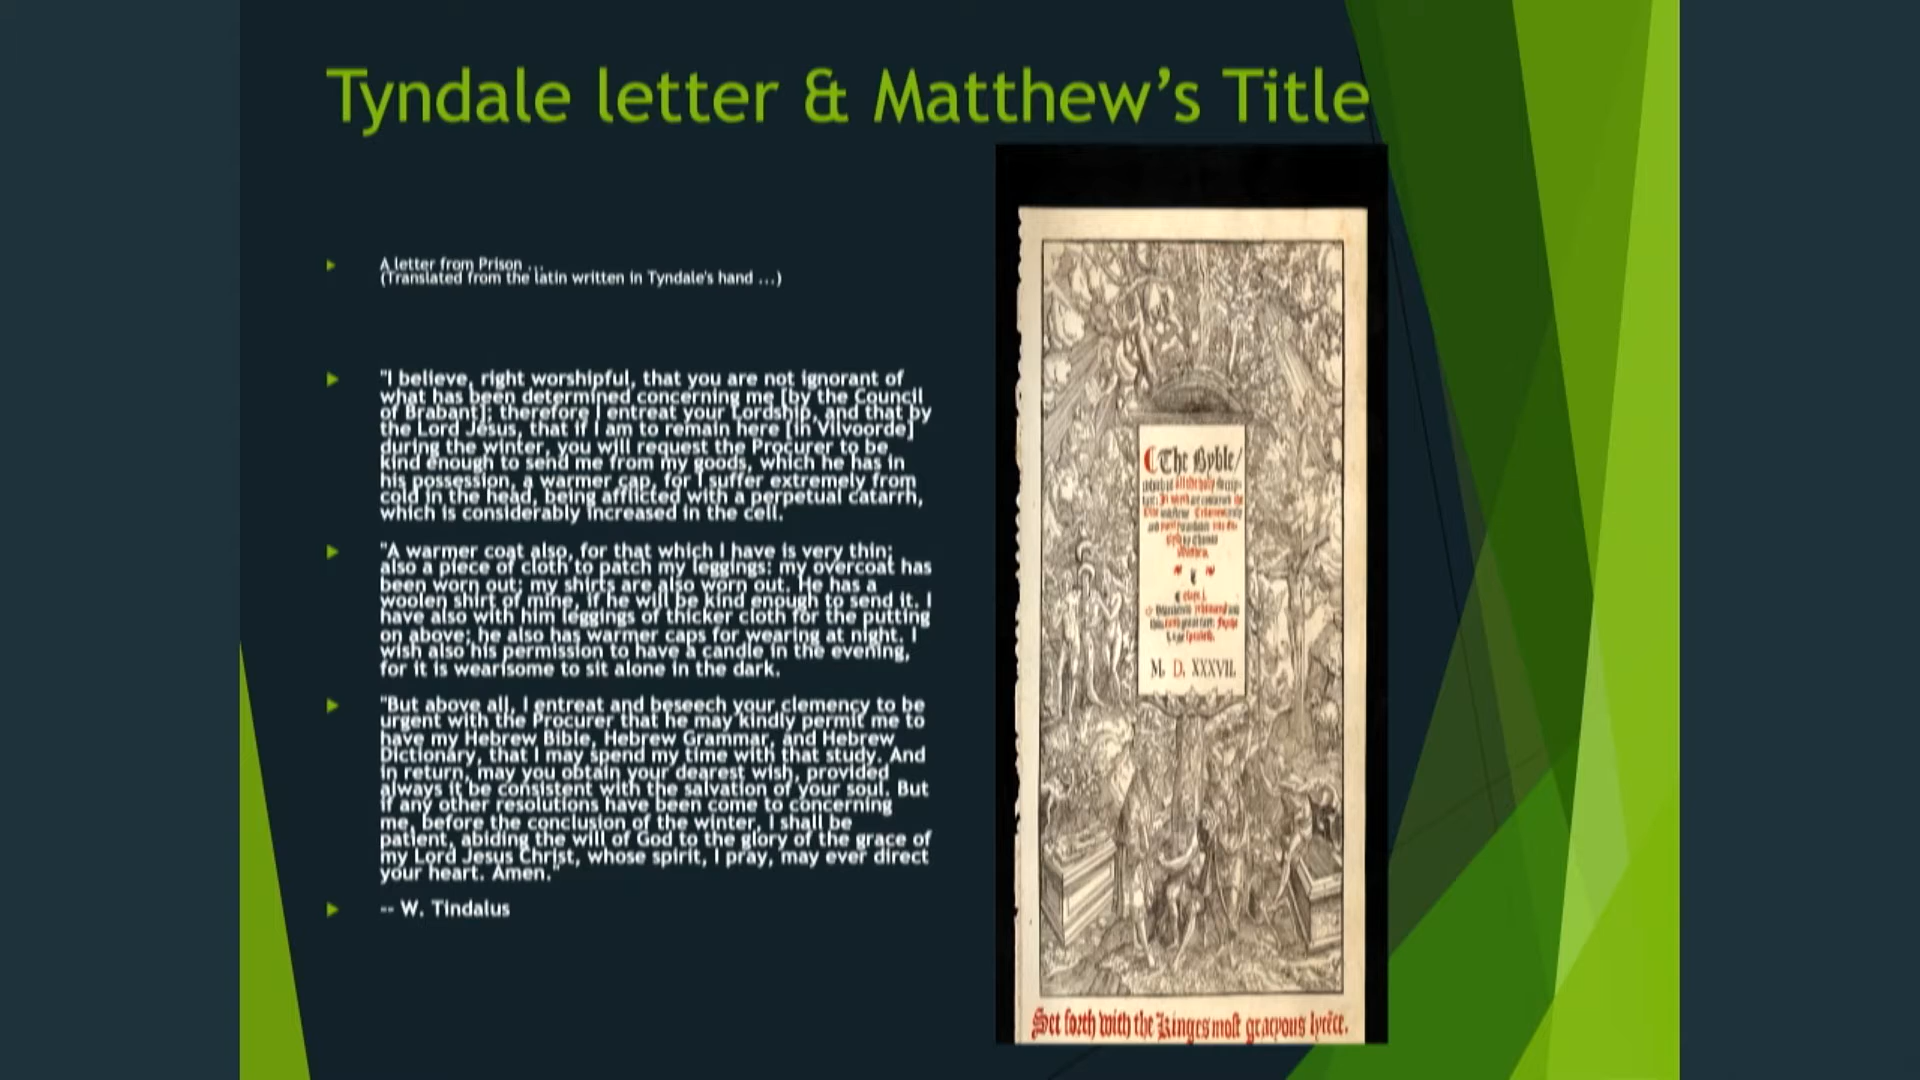 Tyndale letter & Matthew's Title
A letter from Prison ...
(Translated from the latin written in Tyndale's hand ...)
"I believe, right worshipful, that you are not ignorant of
what has been determined concerning me [by the Council
of Brabant]; therefore I entreat your Lordship, and that by
the Lord Jesus, that if I am to remain here [in Vilvoorde]
during the winter, you will request the Procurer to be
kind enough to send me from my goods, which he has in
his possession, a warmer cap, for I suffer extremely from
cold in the head, being afflicted with a perpetual catarrh,
which is considerably increased in the cell.
"A warmer coat also, for that which I have is very thin;
also a piece of cloth to patch my leggings: my overcoat has
been worn out; my shirts are also worn out. He has a
woolen shirt of mine, if he will be kind enough to send it. I
have also with him leggings of thicker cloth for the putting
on above; he also has warmer caps for wearing at night. I
wish also his permission to have a candle in the evening,
for it is wearisome to sit alone in the dark.
"But above all, I entreat and beseech your clemency to be
urgent with the Procurer that he may kindly permit me to
have my Hebrew Bible, Hebrew Grammar, and Hebrew
Dictionary, that I may spend my time with that study. And
in return, may you obtain your dearest wish, provided
always it be consistent with the salvation of your soul. But
if any other resolutions have been come to concerning
me, before the conclusion of the winter, I shall be
patient, abiding the will of God to the glory of the grace of
my Lord Jesus Christ, whose spirit, I pray, may ever direct
your heart. Amen."
-- W. Tindalus
The Byble/
M. D. XXXVII.
Set forth with the Kinges most gracyous lycēce.